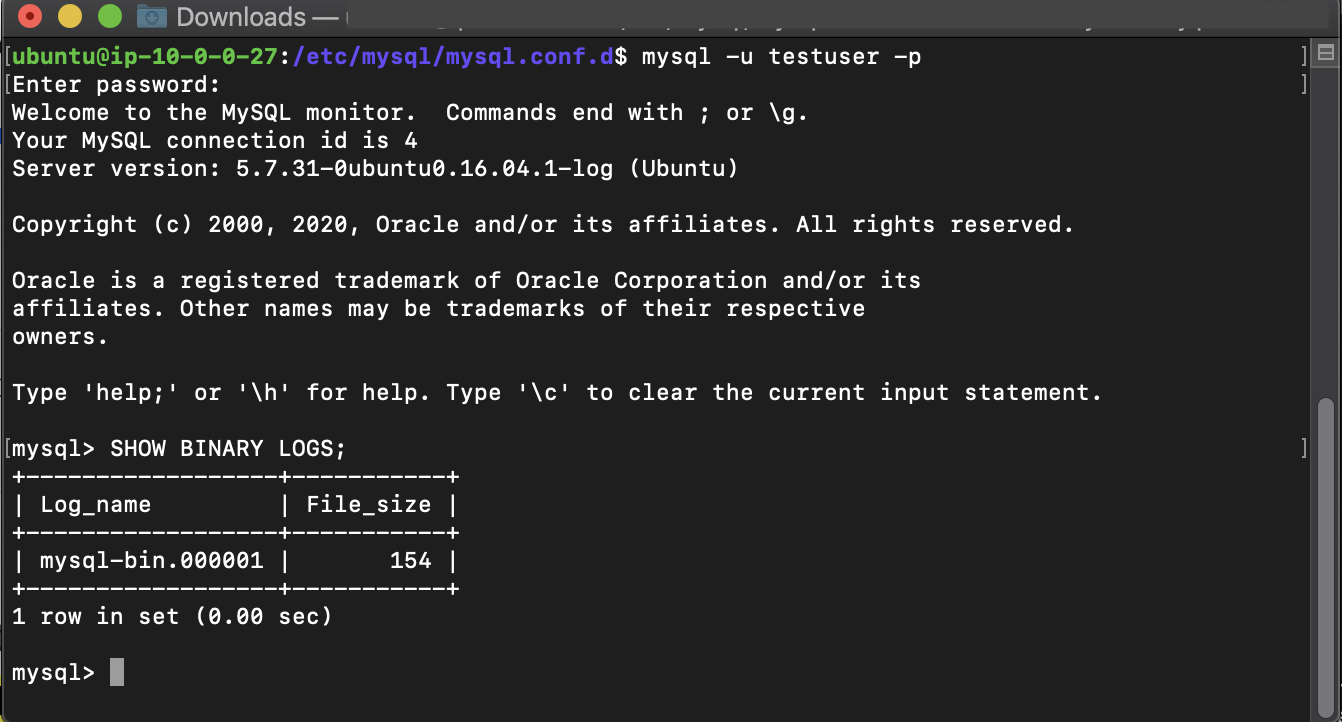 Downloads —
ubuntu@ip-10-0-0-27:/etc/mysql/mysql.conf.d$ mysql -u testuser -p
Enter password:
Welcome to the MySQL monitor.  Commands end with ; or \g.
Your MySQL connection id is 4
Server version: 5.7.31-0ubuntu0.16.04.1-log (Ubuntu)

Copyright (c) 2000, 2020, Oracle and/or its affiliates. All rights reserved.

Oracle is a registered trademark of Oracle Corporation and/or its
affiliates. Other names may be trademarks of their respective
owners.

Type 'help;' or '\h' for help. Type '\c' to clear the current input statement.

mysql> SHOW BINARY LOGS;
+------------------+-----------+
| Log_name         | File_size |
+------------------+-----------+
| mysql-bin.000001 |       154 |
+------------------+-----------+
1 row in set (0.00 sec)

mysql>